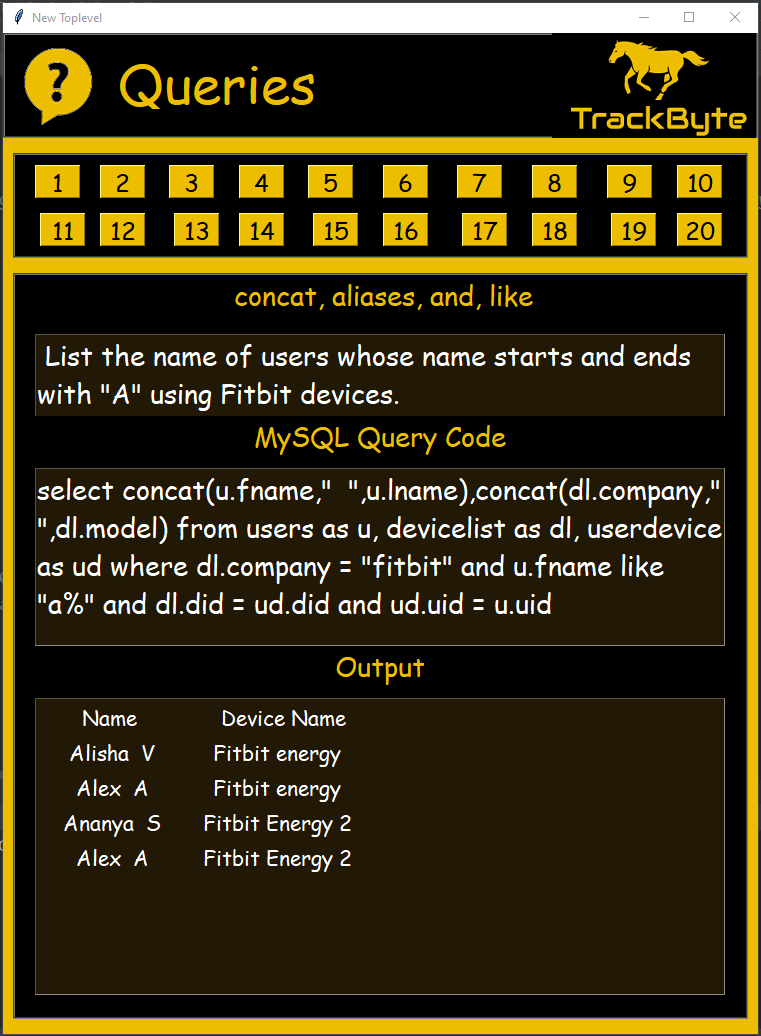 New Toplevel
?
Queries
TrackByte
1 2 3 4 5 6 7 8 9 10
11 12 13 14 15 16 17 18 19 20
concat, aliases, and, like
List the name of users whose name starts and ends
with "A" using Fitbit devices.
MySQL Query Code
select concat(u.fname,"  ",u.lname),concat(dl.company,"
",dl.model) from users as u, devicelist as dl, userdevice
as ud where dl.company = "fitbit" and u.fname like
"a%" and dl.did = ud.did and ud.uid = u.uid
Output
Name Device Name
Alisha  V Fitbit energy
Alex  A Fitbit energy
Ananya  S Fitbit Energy 2
Alex  A Fitbit Energy 2